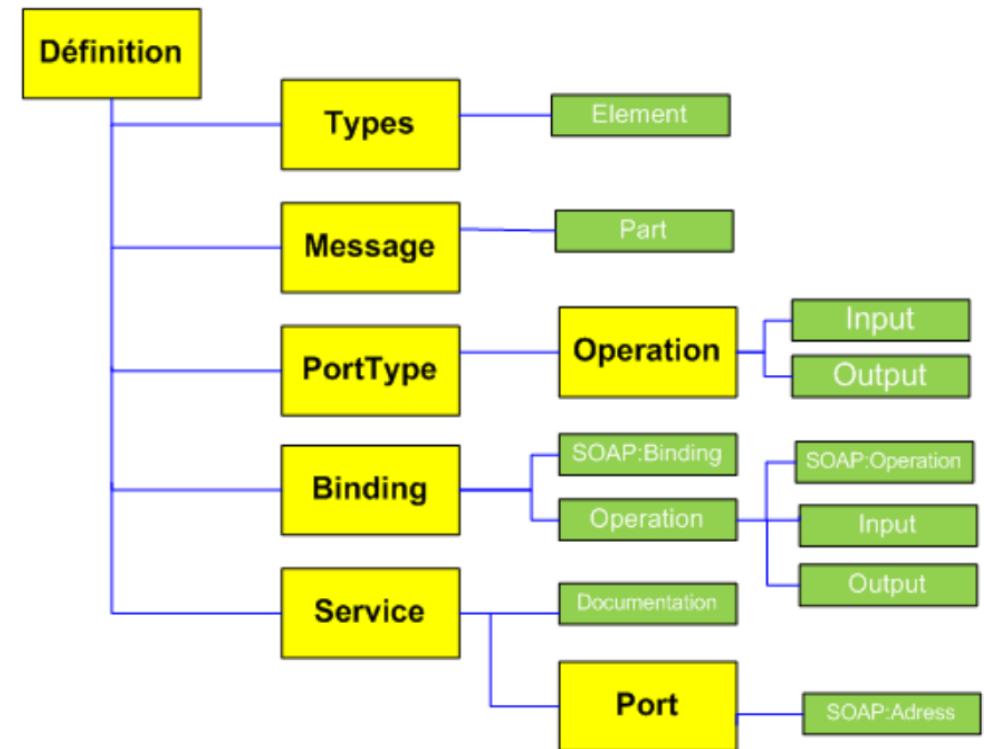 Définition
Types
Element
Message
Part
PortType
Operation
Input
Output
Binding
SOAP:Binding
Operation
SOAP:Operation
Input
Output
Service
Documentation
Port
SOAP:Adress